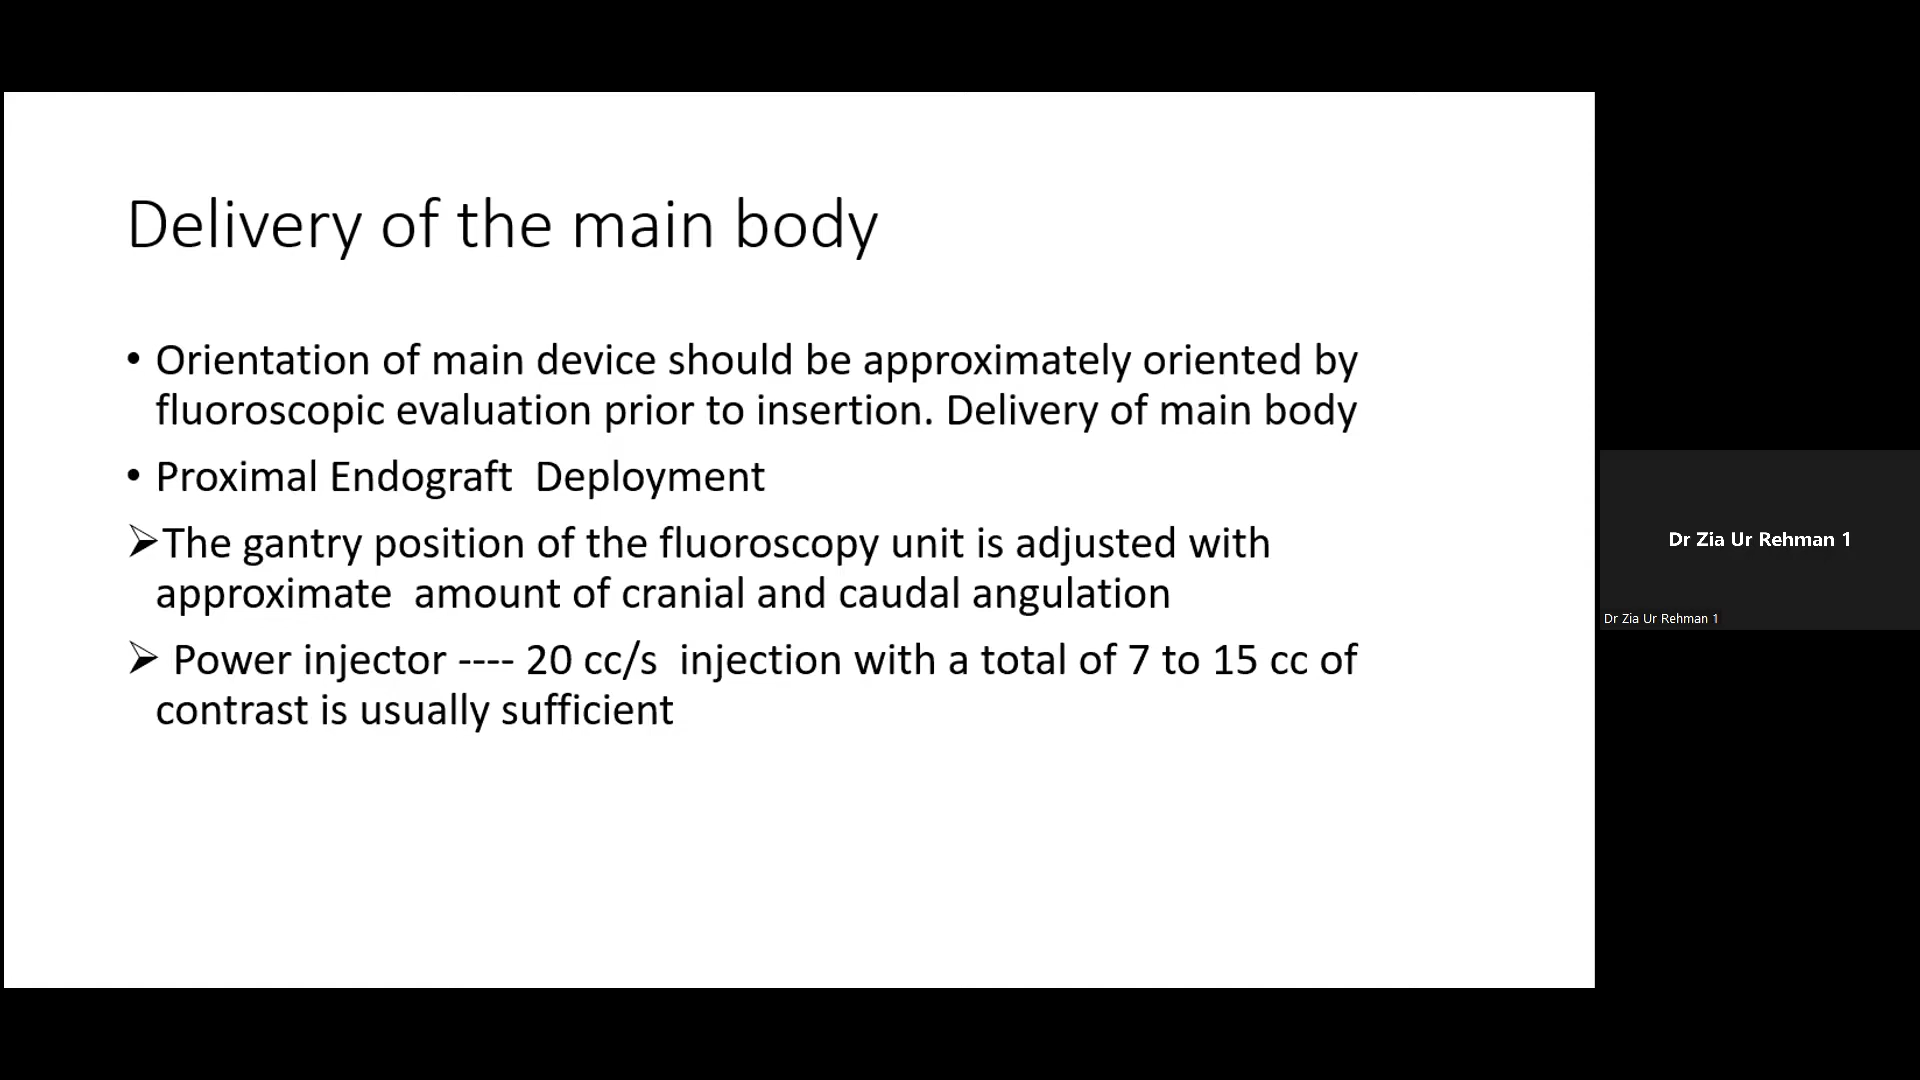 Delivery of the main body
• Orientation of main device should be approximately oriented by
fluoroscopic evaluation prior to insertion. Delivery of main body
• Proximal Endograft  Deployment
➢The gantry position of the fluoroscopy unit is adjusted with
approximate  amount of cranial and caudal angulation
➢ Power injector ---- 20 cc/s  injection with a total of 7 to 15 cc of
contrast is usually sufficient
Dr Zia Ur Rehman 1
Dr Zia Ur Rehman 1